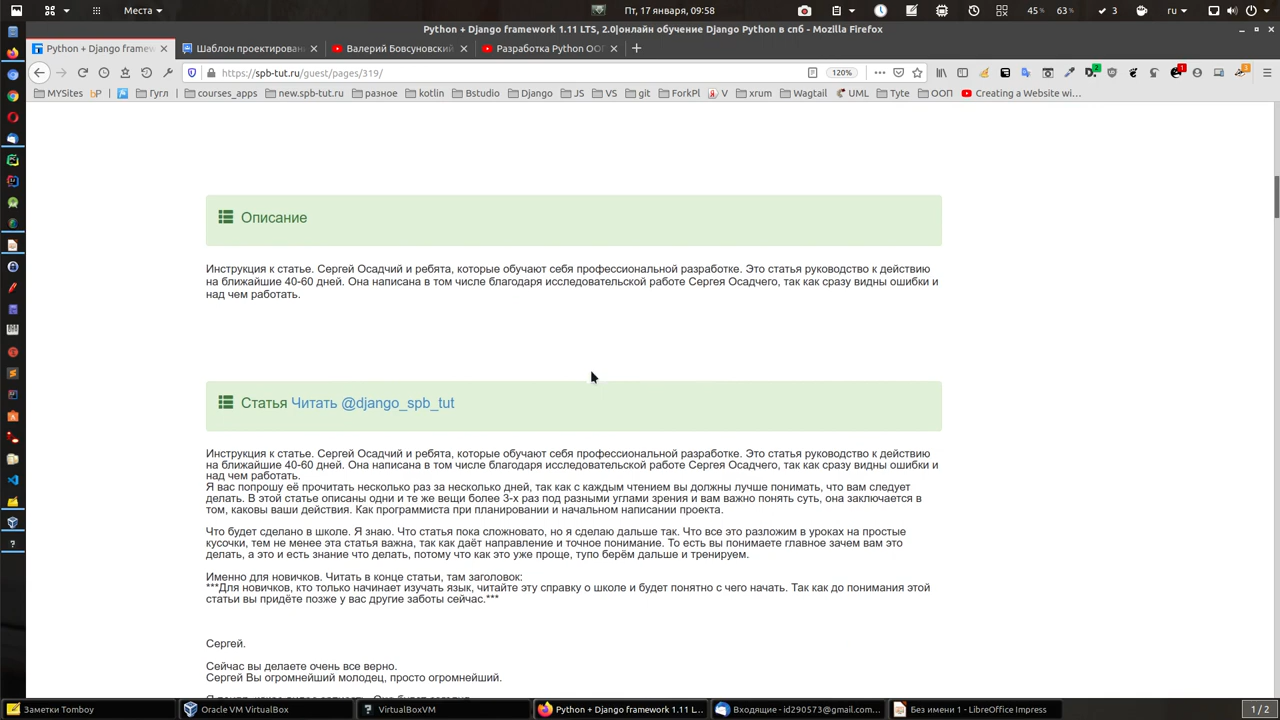 Места
Пт, 17 января, 09:58
45% 63% 3 ru
Python + Django framework 1.11 LTS, 2.0|онлайн обучение Django Python в спб - Mozilla Firefox
Python + Django framew
Шаблон проектирован
Валерий Бовсуновский
Разработка Python ООП
https://spb-tut.ru/guest/pages/319/
120%
MYSites
bP
Гугл
courses_apps
new.spb-tut.ru
разное
kotlin
Bstudio
Django
JS
VS
git
ForkPl
V
xrum
Wagtail
UML
Tyte
ООП
Creating a Website wi…
Описание
Инструкция к статье. Сергей Осадчий и ребята, которые обучают себя профессиональной разработке. Это статья руководство к действию
на ближайшие 40-60 дней. Она написана в том числе благодаря исследовательской работе Сергея Осадчего, так как сразу видны ошибки и
над чем работать.
Статья Читать @django_spb_tut
Инструкция к статье. Сергей Осадчий и ребята, которые обучают себя профессиональной разработке. Это статья руководство к действию
на ближайшие 40-60 дней. Она написана в том числе благодаря исследовательской работе Сергея Осадчего, так как сразу видны ошибки и
над чем работать.
Я вас попрошу её прочитать несколько раз за несколько дней, так как с каждым чтением вы должны лучше понимать, что вам следует
делать. В этой статье описаны одни и те же вещи более 3-х раз под разными углами зрения и вам важно понять суть, она заключается в
том, каковы ваши действия. Как программиста при планировании и начальном написании проекта.
Что будет сделано в школе. Я знаю. Что статья пока сложновато, но я сделаю дальше так. Что все это разложим в уроках на простые
кусочки, тем не менее эта статья важна, так как даёт направление и точное понимание. То есть вы понимаете главное зачем вам это
делать, а это и есть знание что делать, потому что как это уже проще, тупо берём дальше и тренируем.
Именно для новичков. Читать в конце статьи, там заголовок:
***Для новичков, кто только начинает изучать язык, читайте эту справку о школе и будет понятно с чего начать. Так как до понимания этой
статьи вы придёте позже у вас другие заботы сейчас.***
Сергей.
Сейчас вы делаете очень все верно.
Сергей Вы огромнейший молодец, просто огромнейший.
Заметки Tomboy
Oracle VM VirtualBox
VirtualBoxVM
Python + Django framework 1.11 L…
Входящие - id290573@gmail.com…
Без имени 1 - LibreOffice Impress
1/2